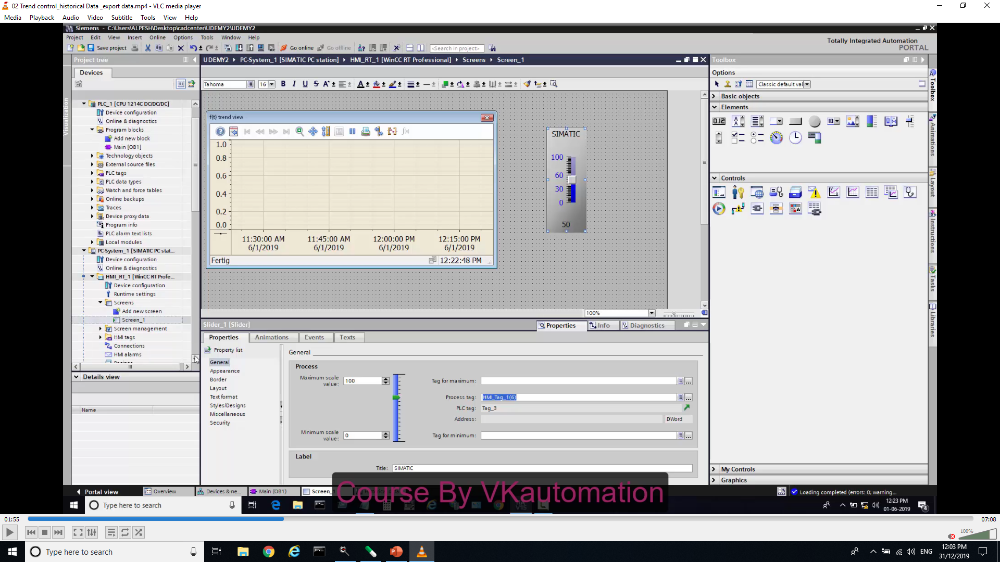 02 Trend control_historical Data _export data.mp4 - VLC media player
Media Playback Audio Video Subtitle Tools View Help
Siemens - C:\Users\ALPESH\Desktop\cadcenter\UDEMY2\UDEMY2
Project Edit View Insert Online Options Tools Window Help
Totally Integrated Automation
PORTAL
Save project Go online Go offline <Search in project>
Project tree
UDEMY2 PC-System_1 [SIMATIC PC station] HMI_RT_1 [WinCC RT Professional] Screens Screen_1
Toolbox
Devices
Options
Tahoma 16 B I U S A
Classic default val
Basic objects
Elements
Controls
My Controls
Graphics
Toolbox
Animations
Layout
Instructions
Tasks
Libraries
Visualization
PLC_1 [CPU 1214C DC/DC/DC]
Device configuration
Online & diagnostics
Program blocks
Add new block
Main [OB1]
Technology objects
External source files
PLC tags
PLC data types
Watch and force tables
Online backups
Traces
Device proxy data
Program info
PLC alarm text lists
Local modules
PC-System_1 [SIMATIC PC stat...
Device configuration
Online & diagnostics
HMI_RT_1 [WinCC RT Profe...
Device configuration
Runtime settings
Screens
Add new screen
Screen_1
Screen management
HMI tags
Connections
HMI alarms
Details view
Name
f(t) trend view
1.0
0.8
0.6
0.4
0.2
0.0
11:30:00 AM 11:45:00 AM 12:00:00 PM 12:15:00 PM
6/1/2019 6/1/2019 6/1/2019 6/1/2019
Fertig 12:22:48 PM
SIMATIC
100
60
30
0
50
100%
Slider_1 [Slider]
Properties Info Diagnostics
Properties Animations Events Texts
Property list
General
Appearance
Border
Layout
Text format
Styles/Designs
Miscellaneous
Security
General
Process
Maximum scale value: 100
Tag for maximum:
Process tag: HMI_Tag_1(6)
PLC tag: Tag_3
Address: DWord
Minimum scale value: 0
Tag for minimum:
Label
Title: SIMATIC
Portal view Overview Devices & ne... Main (OB1) Screen_
Loading completed (errors: 0; warning...
Course By VKautomation
Type here to search
12:23 PM
01-06-2019
4
01:55 07:08
100%
Type here to search
ENG
12:03 PM
31/12/2019